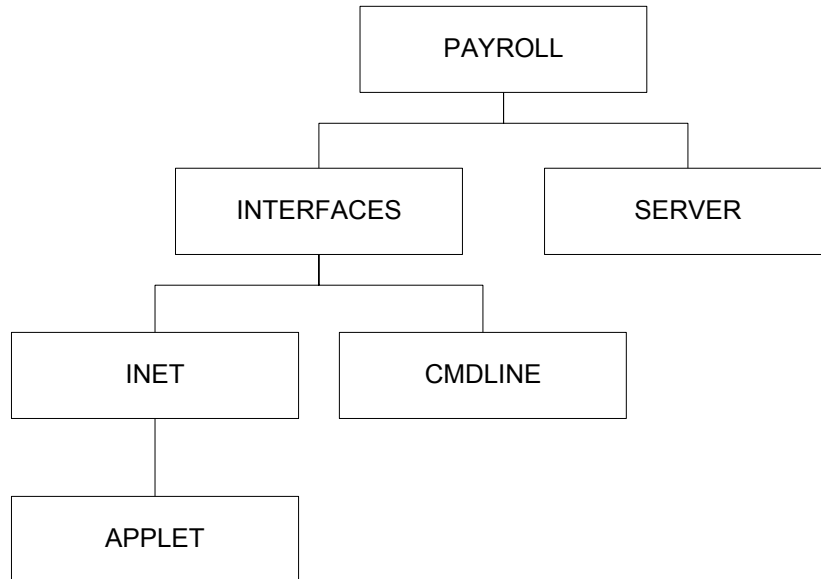 PAYROLL
INTERFACES
SERVER
INET
CMDLINE
APPLET